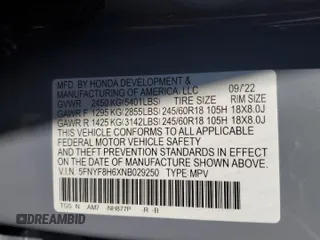 MFD. BY HONDA DEVELOPMENT &
MANUFACTURING OF AMERICA, LLC 09/22
GVWR 2450 KG(5401LBS) TIRE SIZE RIM SIZE
GAWR F 1295 KG(2855LBS) 245/60R18 105H 18X8.0J
GAWR R 1425 KG(3142LBS) 245/60R18 105H 18X8.0J
THIS VEHICLE CONFORMS TO ALL APPLICABLE
FEDERAL MOTOR VEHICLE SAFETY STANDARDS IN
EFFECT ON THE DATE OF MANUFACTURE SHOWN ABOVE.
V.I.N. 5FNYF8H6XNB029250 TYPE MPV
TGS N AM7 NH877P -R -B
DREAMBID